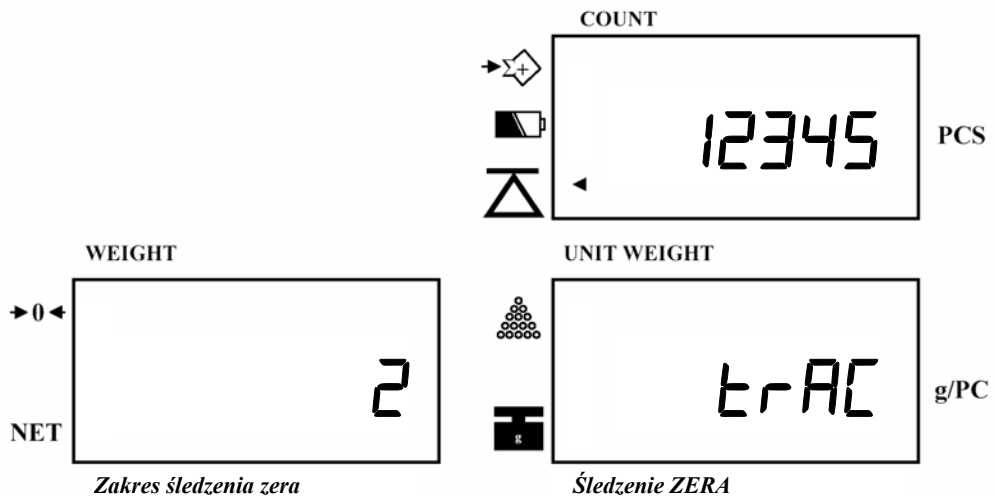 COUNT
Σ+
12345
PCS
WEIGHT
UNIT WEIGHT
0
2
NET
trAC
g/PC
g
Zakres śledzenia zera
Śledzenie ZERA